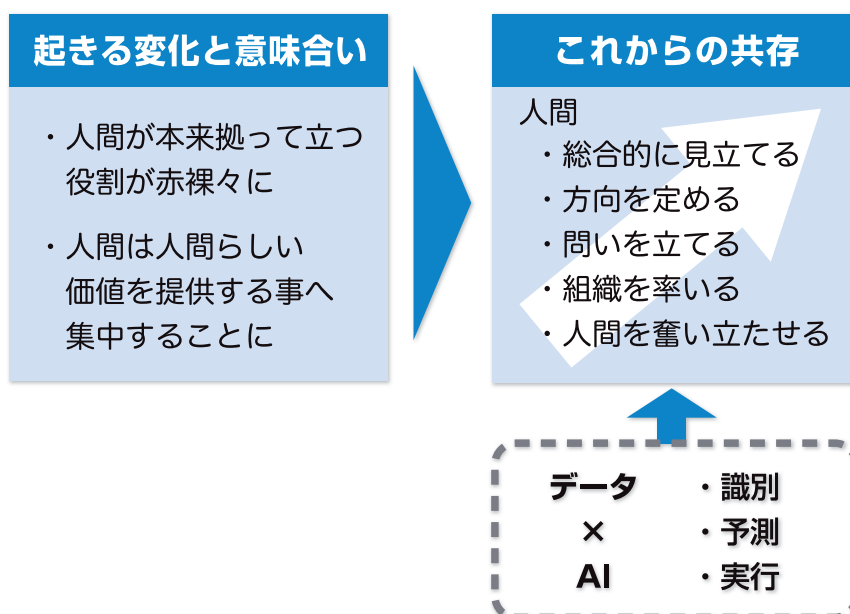 起きる変化と意味合い
・人間が本来拠って立つ
役割が赤裸々に
・人間は人間らしい
価値を提供する事へ
集中することに
これからの共存
人間
・総合的に見立てる
・方向を定める
・問いを立てる
・組織を率いる
・人間を奮い立たせる
データ ・識別
× ・予測
AI ・実行